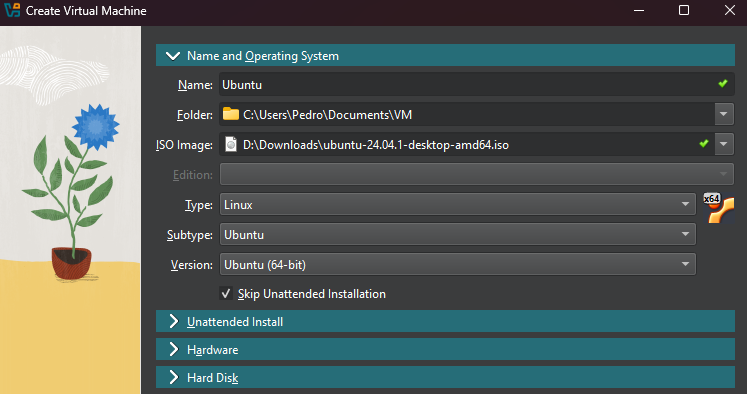 Create Virtual Machine
Name and Operating System
Name: Ubuntu
Folder: C:\Users\Pedro\Documents\VM
ISO Image: D:\Downloads\ubuntu-24.04.1-desktop-amd64.iso
Edition:
Type: Linux
x64
Subtype: Ubuntu
Version: Ubuntu (64-bit)
Skip Unattended Installation
Unattended Install
Hardware
Hard Disk